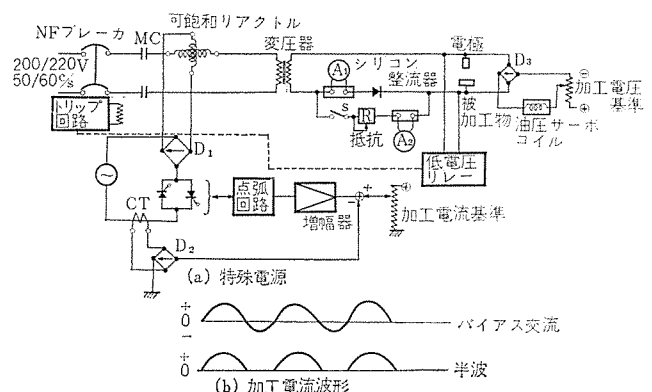 可飽和リアクトル
NFブレーカ
MC
変圧器
シリコン
整流器
電極
D₃
200/220V
50/60c/s
A₁
S
R
A₂
抵抗
被
加工物
油圧サーボ
コイル
加工電圧
基準
トリップ
回路
D₁
低電圧
リレー
CT
点弧
回路
増幅器
加工電流基準
D₂
(a) 特殊電源
+
0
−
バイアス交流
+
0
半波
(b) 加工電流波形